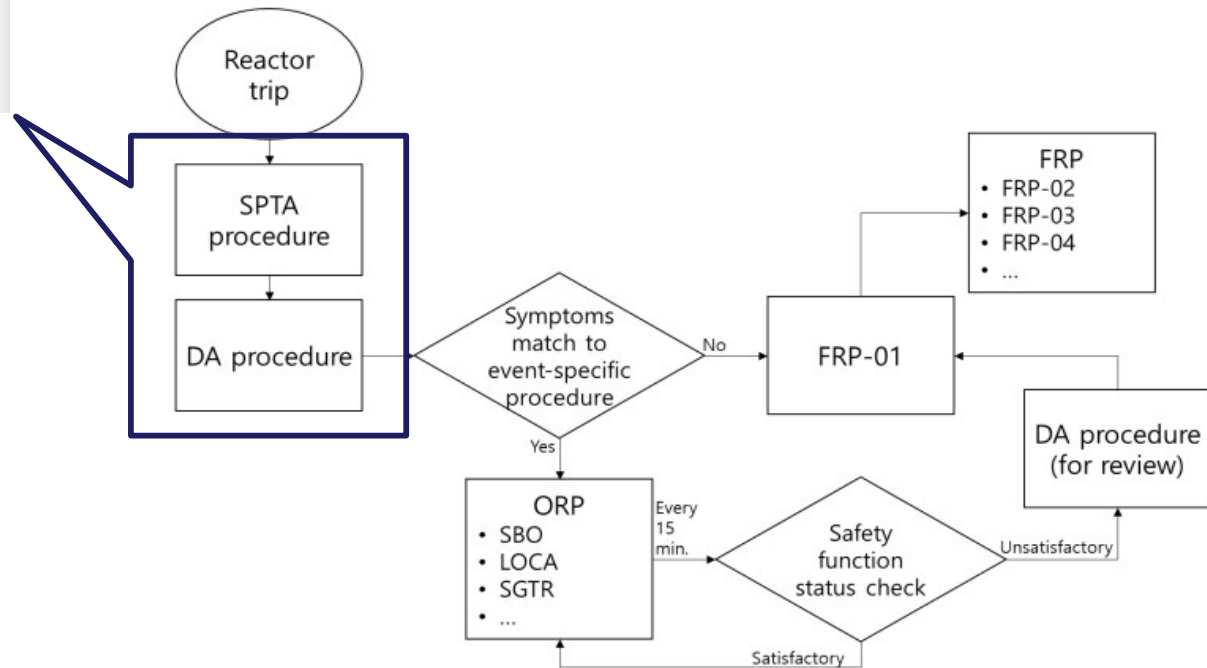 Reactor
trip
SPTA
procedure
DA procedure
Symptoms
match to
event-specific
procedure
No
Yes
FRP-01
FRP
• FRP-02
• FRP-03
• FRP-04
• ...
DA procedure
(for review)
ORP
• SBO
• LOCA
• SGTR
• ...
Every
15
min.
Safety
function
status check
Unsatisfactory
Satisfactory